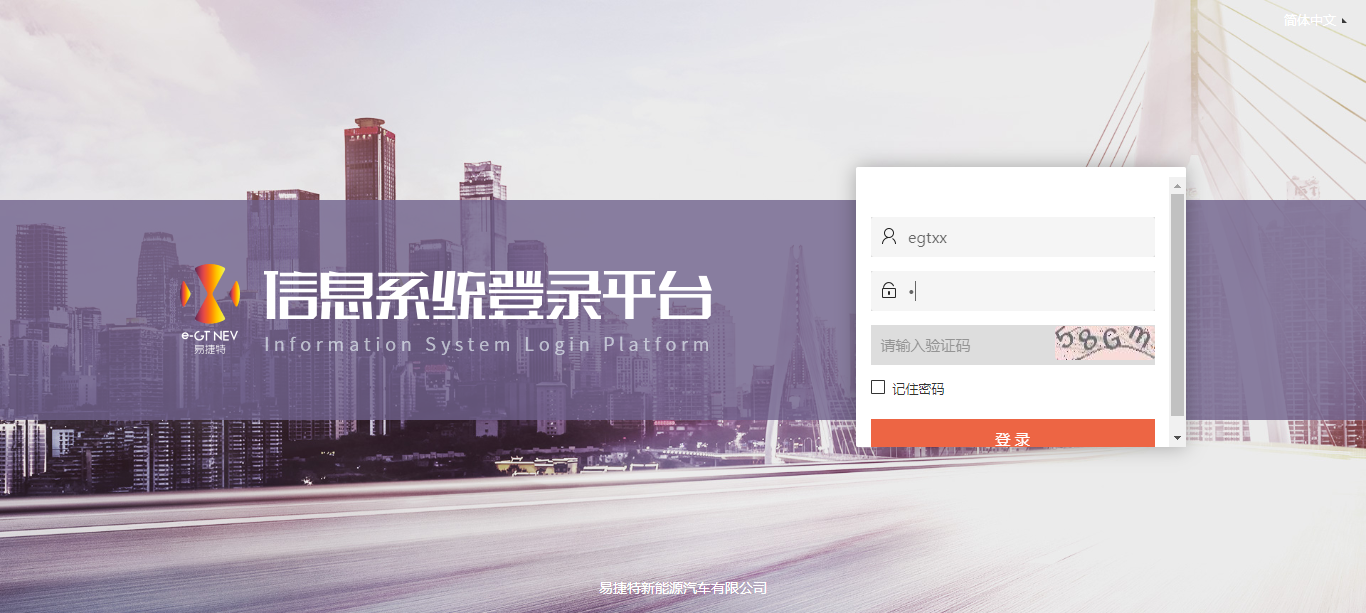 简体中文
信息系统登录平台
Information System Login Platform
e-GT NEV
易捷特
egtxx
请输入验证码
58Gm
记住密码
登 录
易捷特新能源汽车有限公司